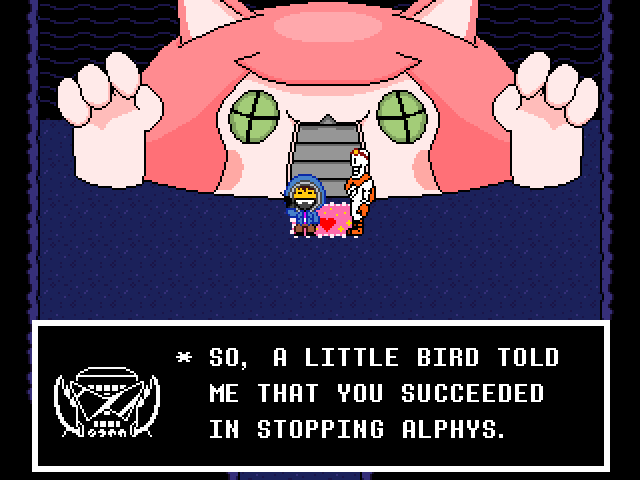 * SO, A LITTLE BIRD TOLD
ME THAT YOU SUCCEEDED
IN STOPPING ALPHYS.